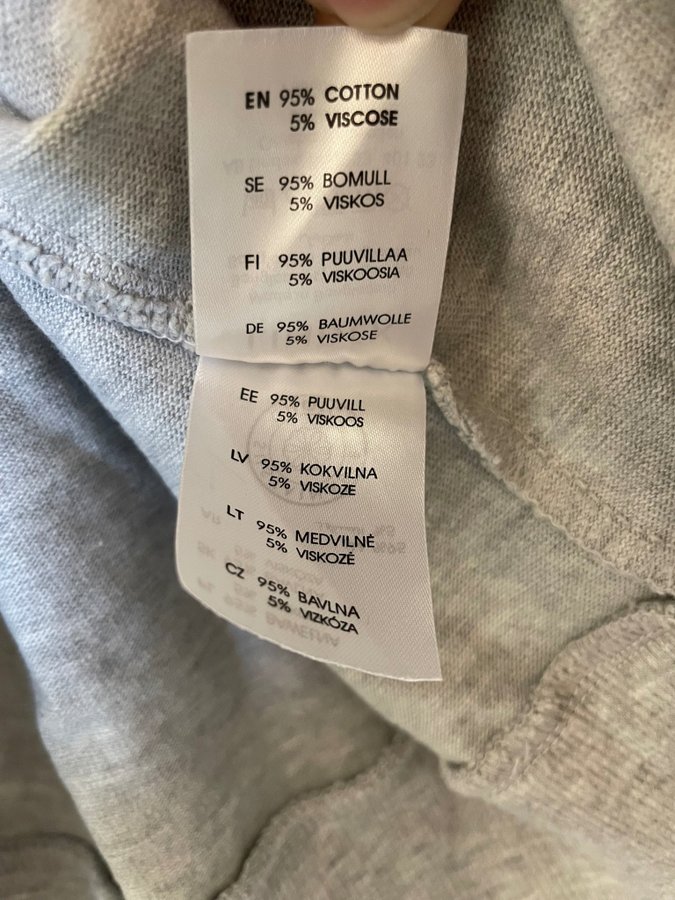 EN 95% COTTON
5% VISCOSE
SE 95% BOMULL
5% VISKOS
FI 95% PUUVILLAA
5% VISKOOSIA
DE 95% BAUMWOLLE
5% VISKOSE
EE 95% PUUVILL
5% VISKOOS
LV 95% KOKVILNA
5% VISKOZE
LT 95% MEDVILNĖ
5% VISKOZĖ
CZ 95% BAVLNA
5% VIZKÓZA